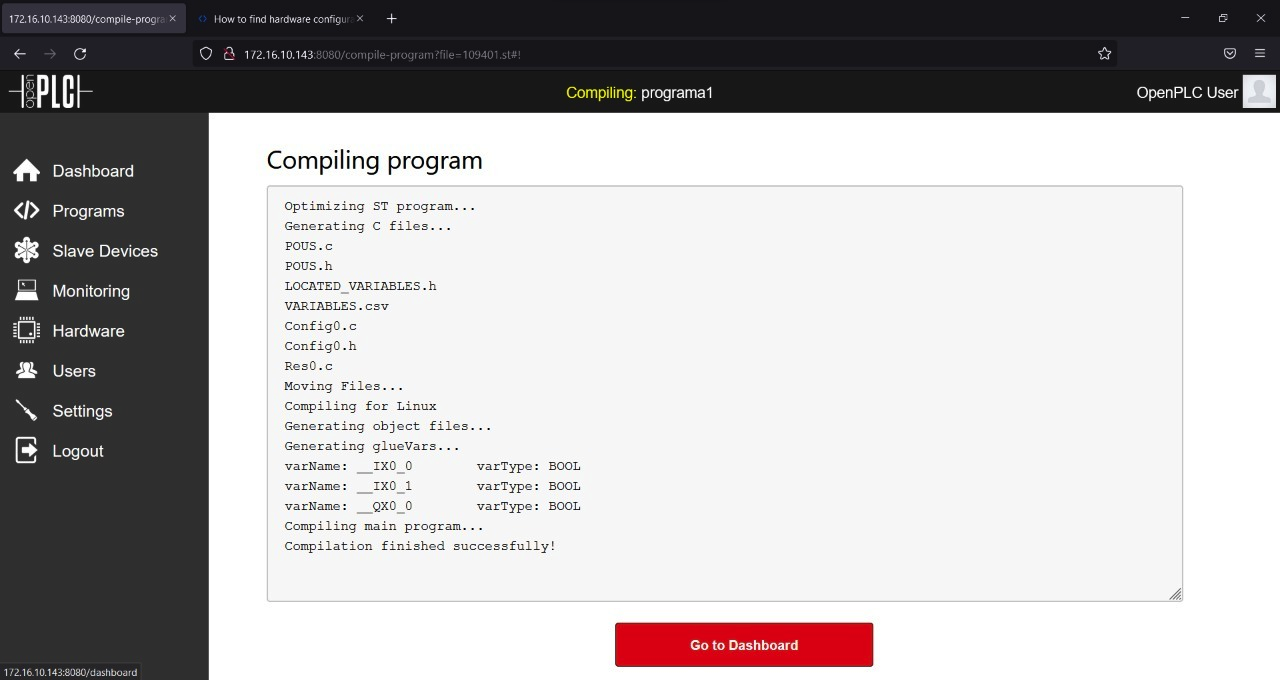 172.16.10.143:8080/compile-progra
How to find hardware configura
172.16.10.143:8080/compile-program?file=109401.st#!
open PLC
Compiling: programa1
OpenPLC User
Dashboard
Programs
Slave Devices
Monitoring
Hardware
Users
Settings
Logout
Compiling program
Optimizing ST program...
Generating C files...
POUS.c
POUS.h
LOCATED_VARIABLES.h
VARIABLES.csv
Config0.c
Config0.h
Res0.c
Moving Files...
Compiling for Linux
Generating object files...
Generating glueVars...
varName: __IX0_0 varType: BOOL
varName: __IX0_1 varType: BOOL
varName: __QX0_0 varType: BOOL
Compiling main program...
Compilation finished successfully!
Go to Dashboard
172.16.10.143:8080/dashboard